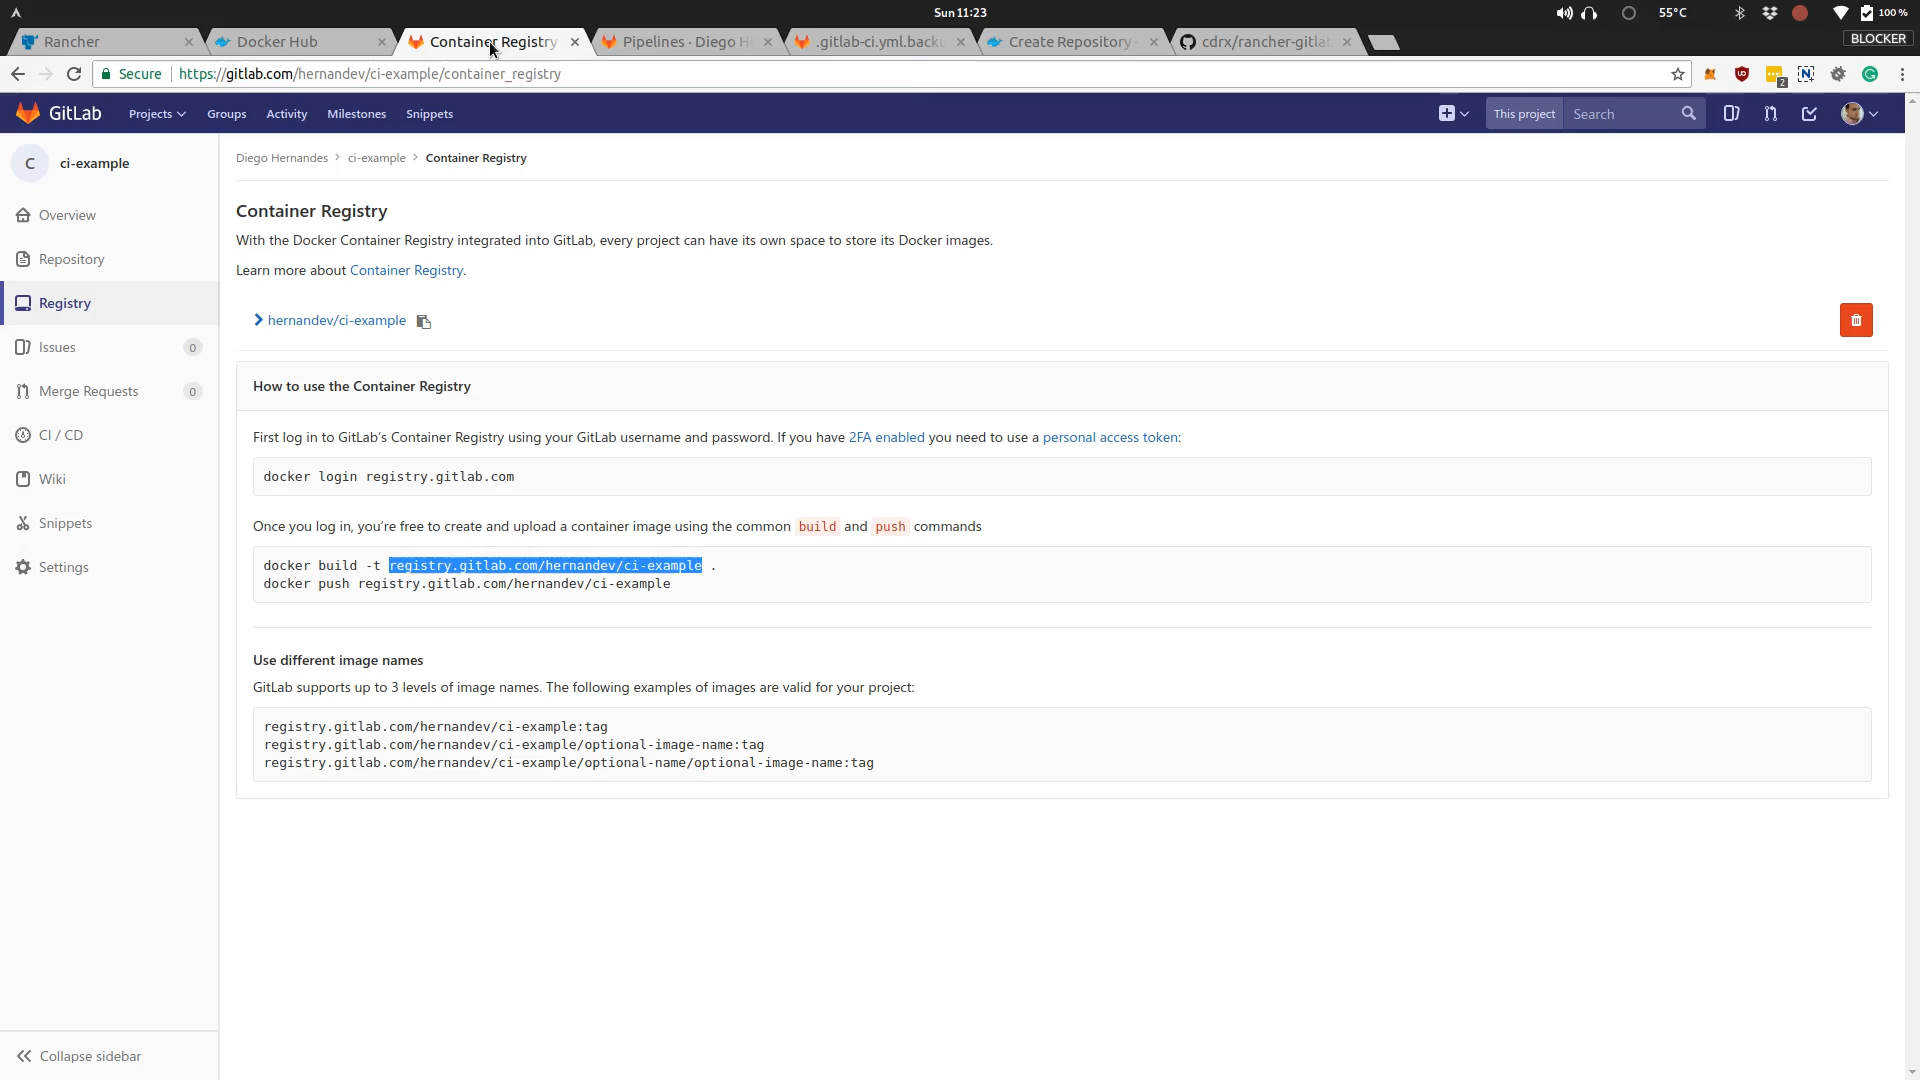 Sun 11:23
55°C
100 %
Rancher
Docker Hub
Container Registry
Pipelines · Diego H
.gitlab-ci.yml.backu
Create Repository -
cdrx/rancher-gitlab
BLOCKER
Secure
https://gitlab.com/hernandev/ci-example/container_registry
2
GitLab
Projects
Groups
Activity
Milestones
Snippets
This project
Search
C
ci-example
Overview
Repository
Registry
Issues
0
Merge Requests
0
CI / CD
Wiki
Snippets
Settings
Collapse sidebar
Diego Hernandes > ci-example > Container Registry
Container Registry
With the Docker Container Registry integrated into GitLab, every project can have its own space to store its Docker images.
Learn more about Container Registry.
hernandev/ci-example
How to use the Container Registry
First log in to GitLab’s Container Registry using your GitLab username and password. If you have 2FA enabled you need to use a personal access token:
docker login registry.gitlab.com
Once you log in, you’re free to create and upload a container image using the common build and push commands
docker build -t registry.gitlab.com/hernandev/ci-example .
docker push registry.gitlab.com/hernandev/ci-example
Use different image names
GitLab supports up to 3 levels of image names. The following examples of images are valid for your project:
registry.gitlab.com/hernandev/ci-example:tag
registry.gitlab.com/hernandev/ci-example/optional-image-name:tag
registry.gitlab.com/hernandev/ci-example/optional-name/optional-image-name:tag